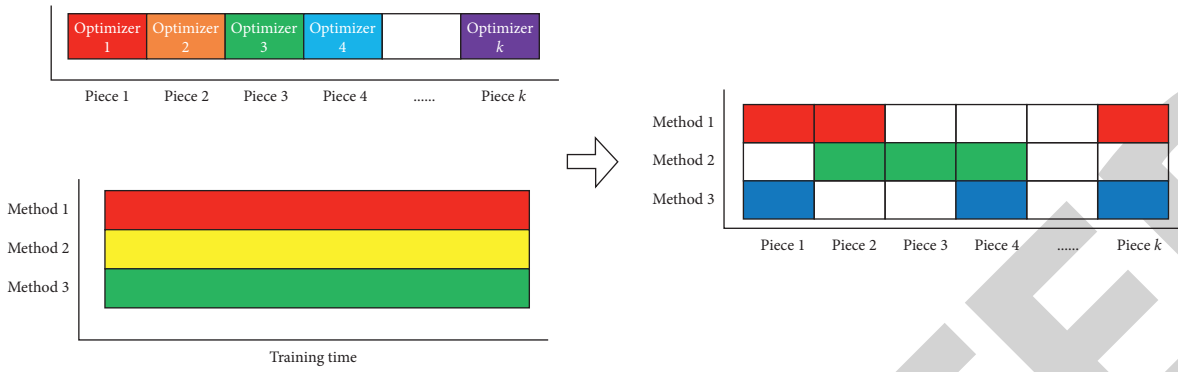 Optimizer 1
Optimizer 2
Optimizer 3
Optimizer 4
Optimizer k
Piece 1 Piece 2 Piece 3 Piece 4 ...... Piece k
Method 1
Method 2
Method 3
Training time
Method 1
Method 2
Method 3
Piece 1 Piece 2 Piece 3 Piece 4 ...... Piece k